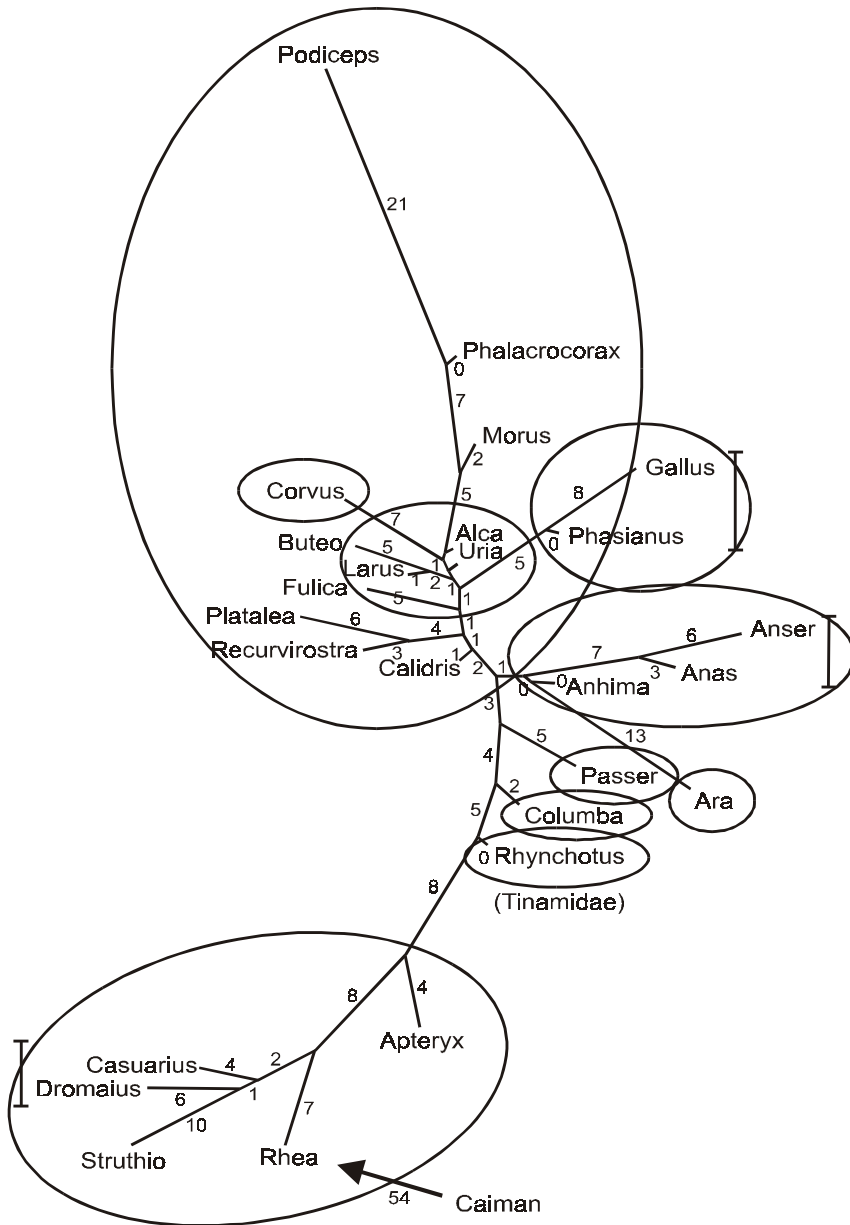 Podiceps
21
Phalacrocorax
0
7
Morus
2
Gallus
Corvus
5
8
7
Alca
Phasianus
Buteo
5
Uria
0
1
5
Larus
1
2
1
Fulica
1
5
Platalea
6
4
1
Anser
Recurvirostra
3
1
1
7
6
Calidris
2
1
0
0
Anhima
3
Anas
3
13
4
5
Passer
2
Ara
5
Columba
0
Rhynchotus
8
(Tinamidae)
8
4
Apteryx
Casuarius
4
2
Dromaius
6
1
10
7
Struthio
Rhea
54
Caiman